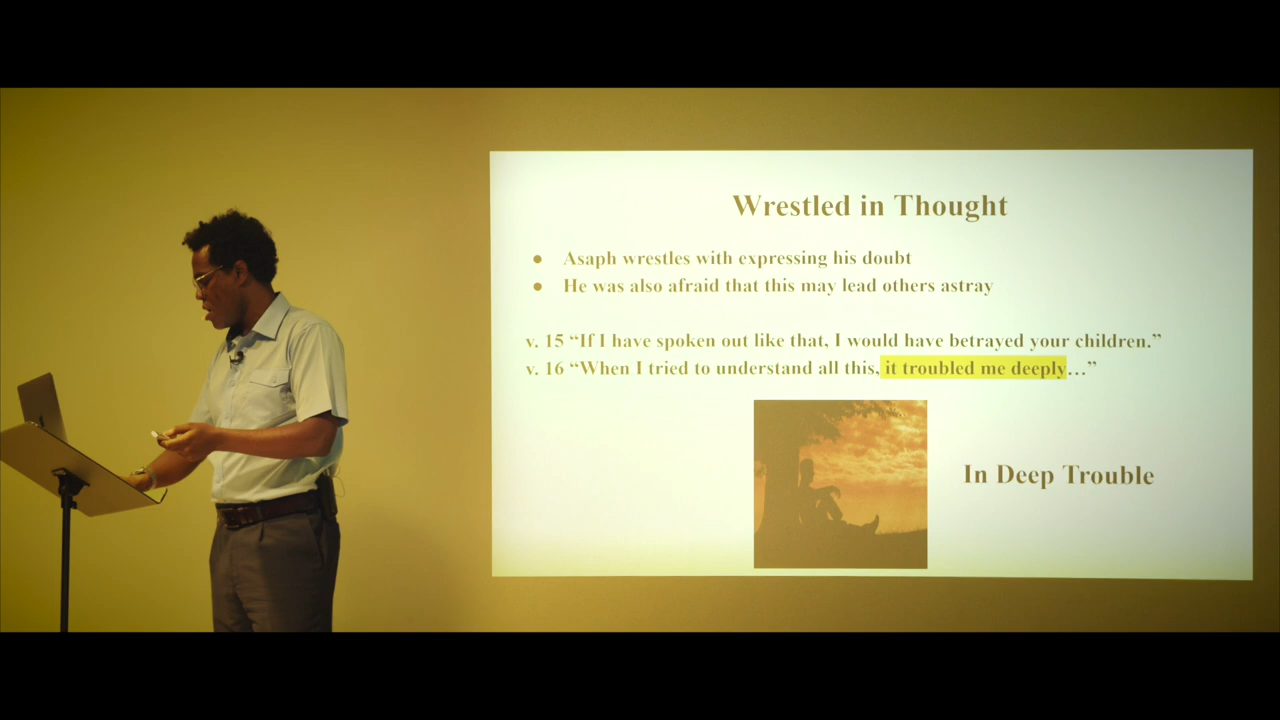 Wrestled in Thought
● Asaph wrestles with expressing his doubt
● He was also afraid that this may lead others astray
v. 15 “If I have spoken out like that, I would have betrayed your children.”
v. 16 “When I tried to understand all this, it troubled me deeply…”
In Deep Trouble